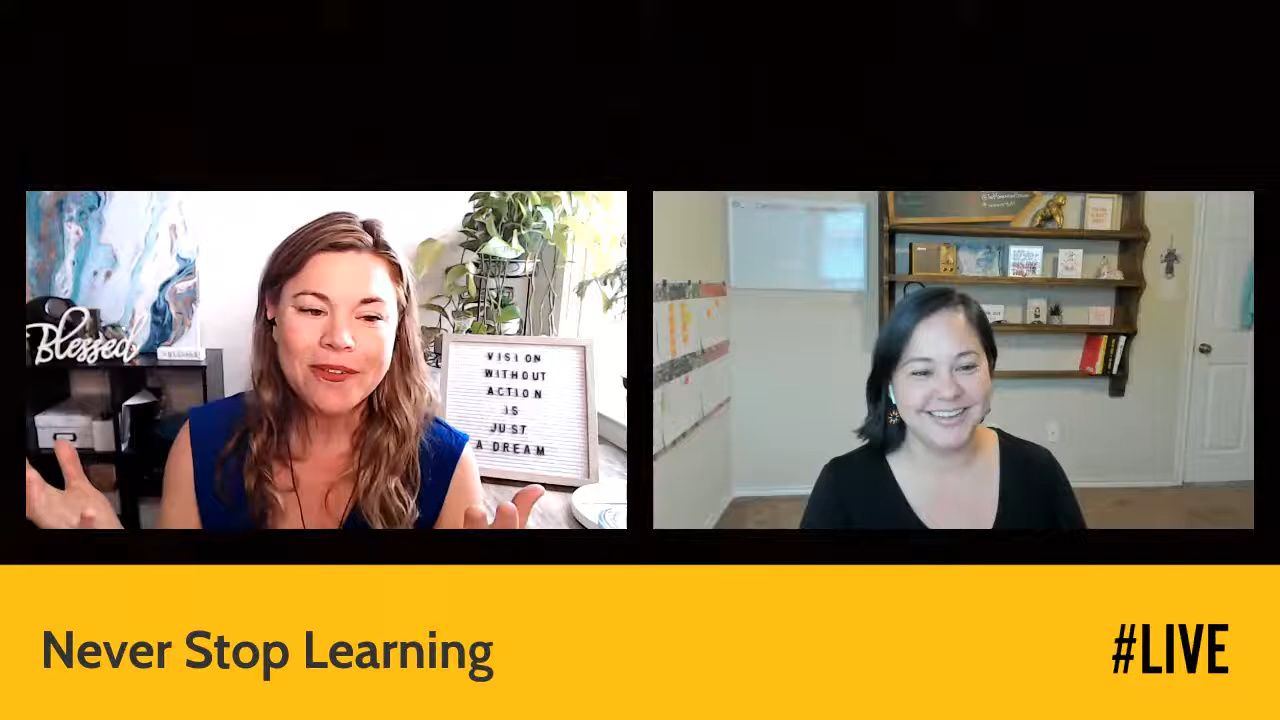 Blessed
VISION
WITHOUT
ACTION
IS
JUST
A DREAM
Never Stop Learning
#LIVE